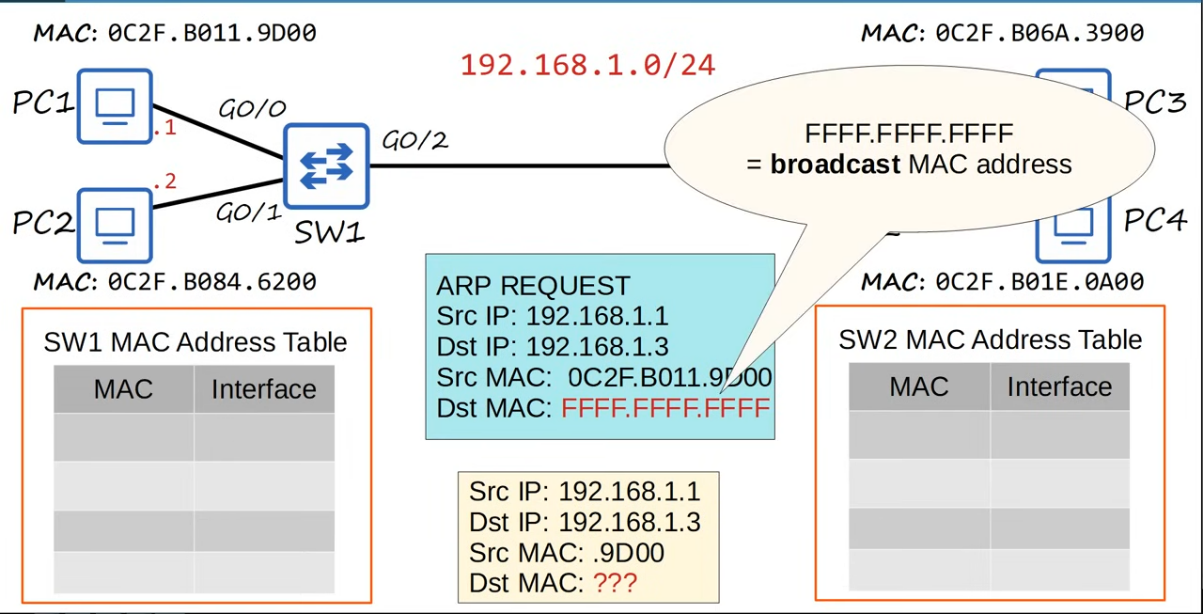 MAC: 0C2F.B011.9D00
MAC: 0C2F.B06A.3900
192.168.1.0/24
PC1
.1
G0/0
G0/2
FFFF.FFFF.FFFF
= broadcast MAC address
PC3
PC2
.2
G0/1
SW1
PC4
MAC: 0C2F.B084.6200
MAC: 0C2F.B01E.0A00
ARP REQUEST
Src IP: 192.168.1.1
Dst IP: 192.168.1.3
Src MAC: 0C2F.B011.9D00
Dst MAC: FFFF.FFFF.FFFF
SW1 MAC Address Table
MAC Interface
SW2 MAC Address Table
MAC Interface
Src IP: 192.168.1.1
Dst IP: 192.168.1.3
Src MAC: .9D00
Dst MAC: ???